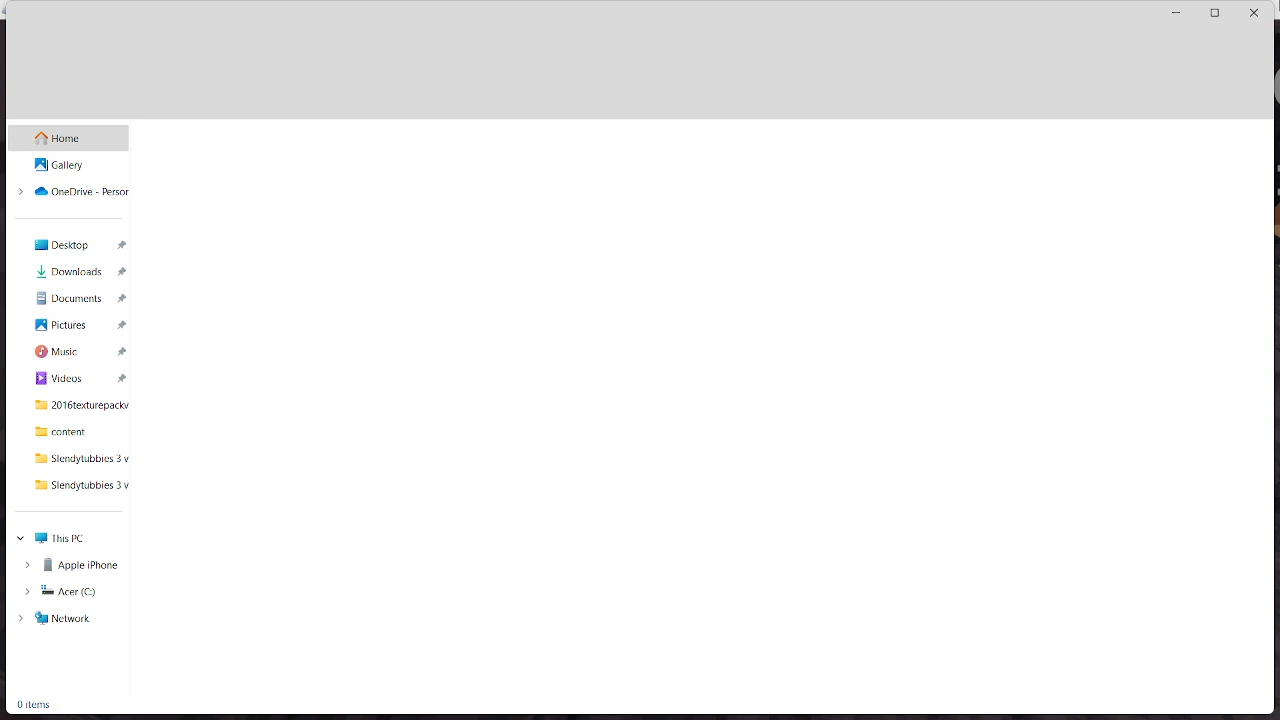 Home
Gallery
OneDrive - Person
Desktop
Downloads
Documents
Pictures
Music
Videos
2016texturepackv
content
Slendytubbies 3 v
Slendytubbies 3 v
This PC
Apple iPhone
Acer (C:)
Network
0 items